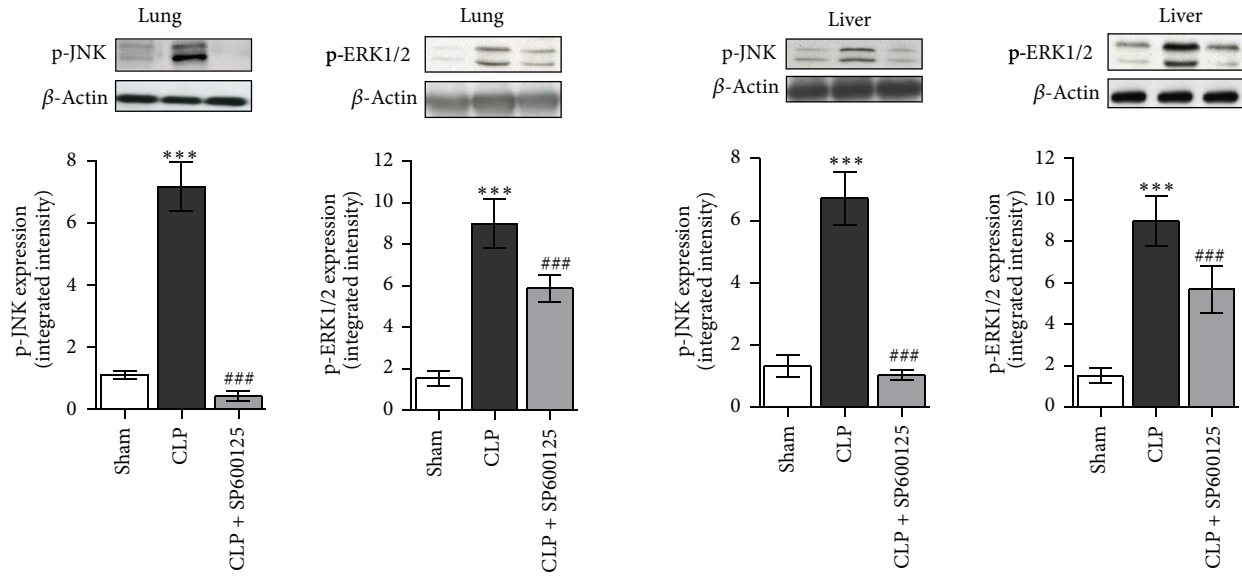 Lung
p-JNK
β-Actin
8
6
4
2
0
p-JNK expression
(integrated intensity)
***
###
Sham
CLP
CLP + SP600125
Lung
p-ERK1/2
β-Actin
12
10
8
6
4
2
0
p-ERK1/2 expression
(integrated intensity)
***
###
Sham
CLP
CLP + SP600125
Liver
p-JNK
β-Actin
8
6
4
2
0
p-JNK expression
(integrated intensity)
***
###
Sham
CLP
CLP + SP600125
Liver
p-ERK1/2
β-Actin
12
10
8
6
4
2
0
p-ERK1/2 expression
(integrated intensity)
***
###
Sham
CLP
CLP + SP600125